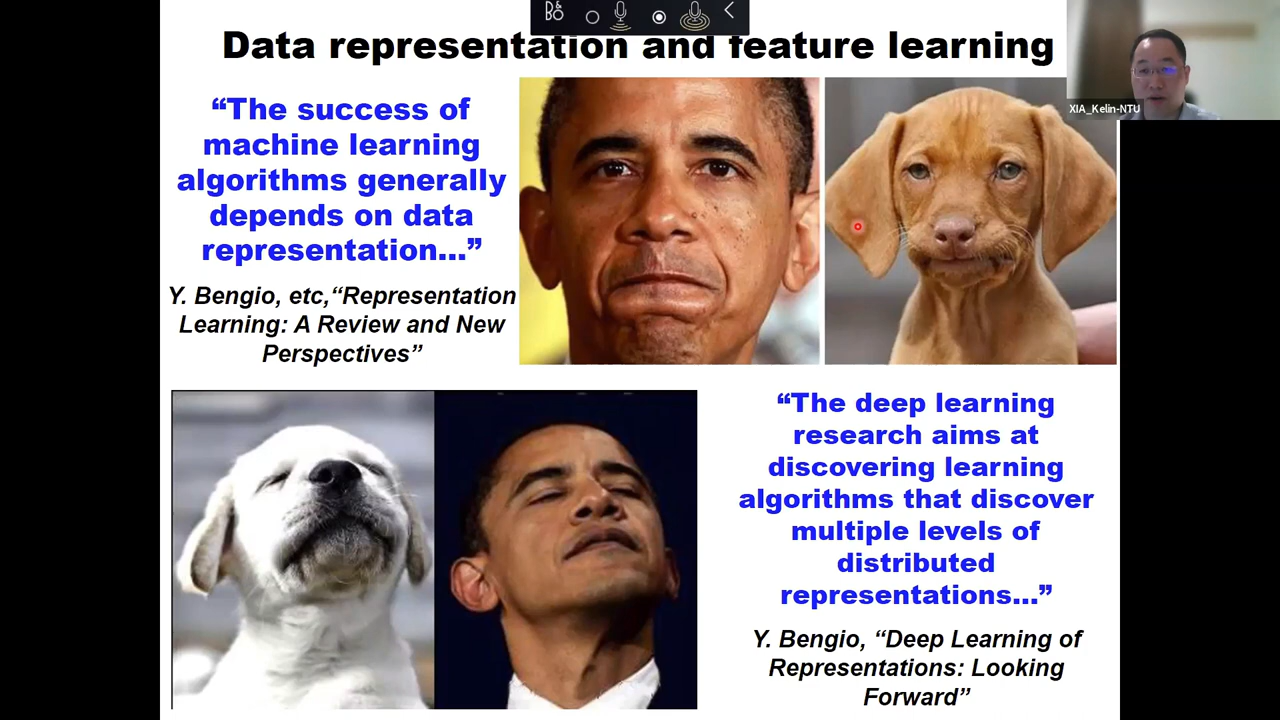 B&O
Data representation and feature learning
XIA_Kelin-NTU
“The success of
machine learning
algorithms generally
depends on data
representation...”
Y. Bengio, etc,“Representation
Learning: A Review and New
Perspectives”
“The deep learning
research aims at
discovering learning
algorithms that discover
multiple levels of
distributed
representations...”
Y. Bengio, “Deep Learning of
Representations: Looking
Forward”